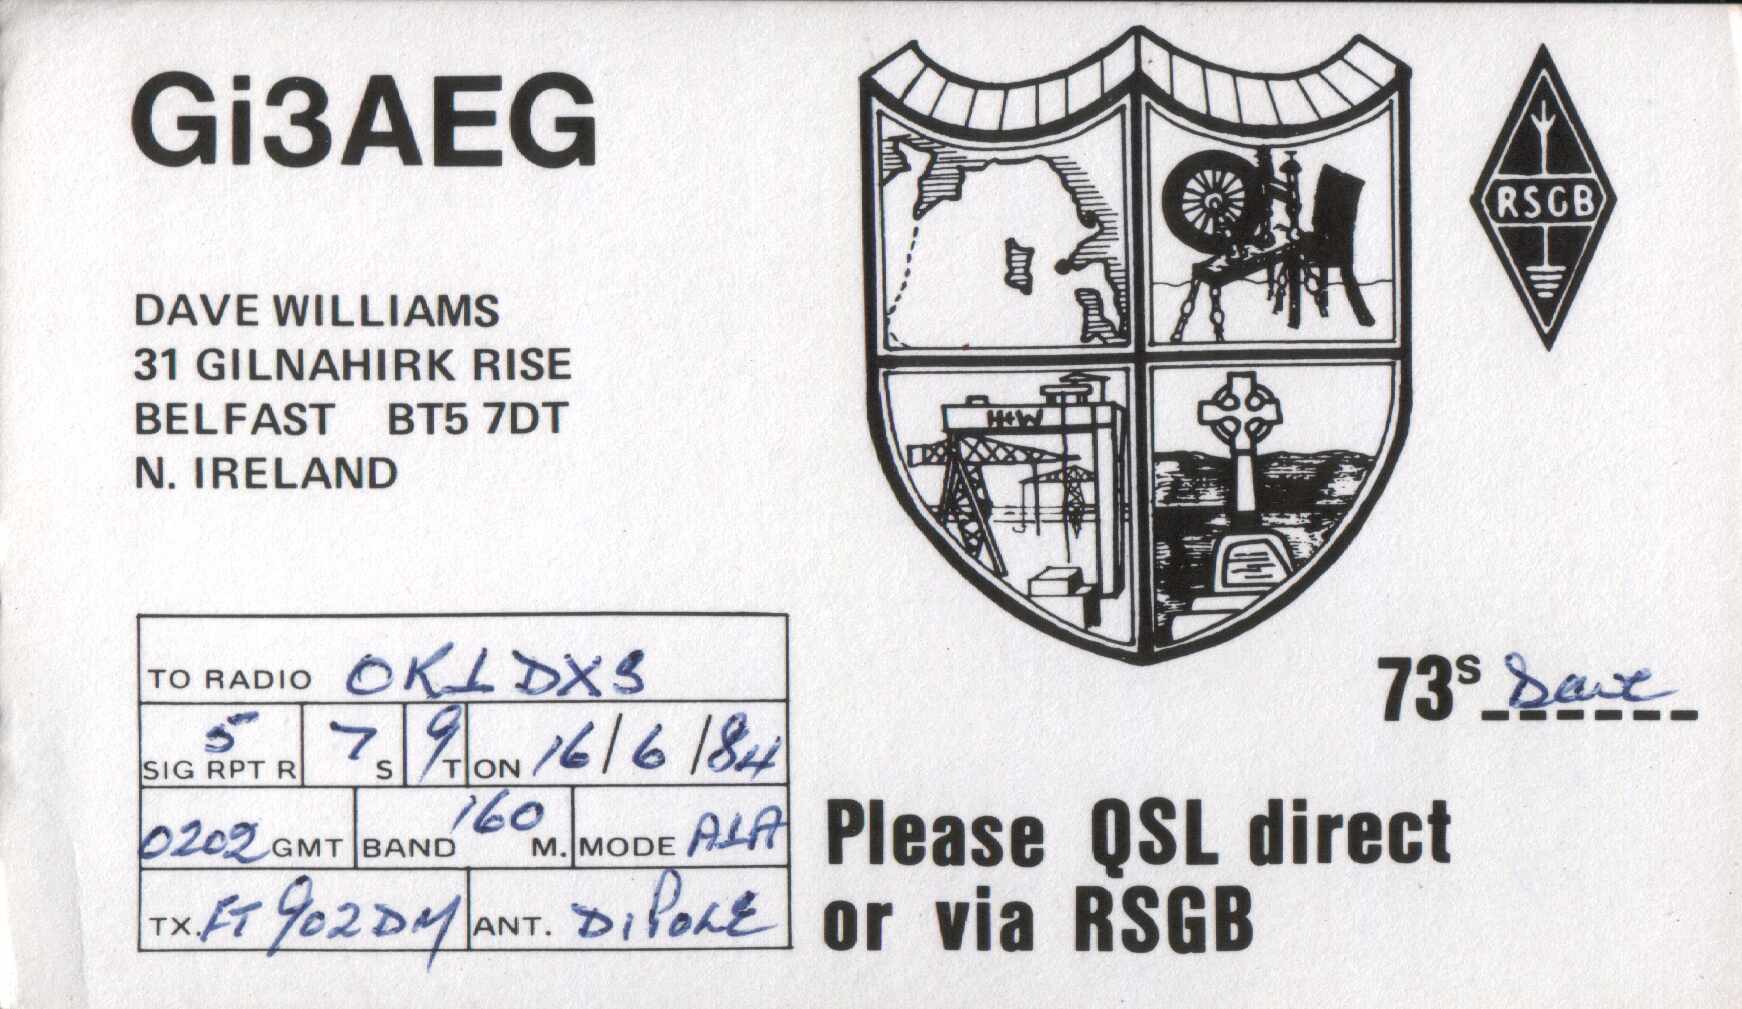 Gi3AEG
DAVE WILLIAMS
31 GILNAHIRK RISE
BELFAST BT5 7DT
N. IRELAND
H+W
RSGB
TO RADIO OK1DXS
SIG RPT R 5 S 7 T 9 ON 16/6/84
0202 GMT BAND 160 M. MODE A1A
TX. FT902DM ANT. DIPOLE
73s Dave
Please QSL direct
or via RSGB